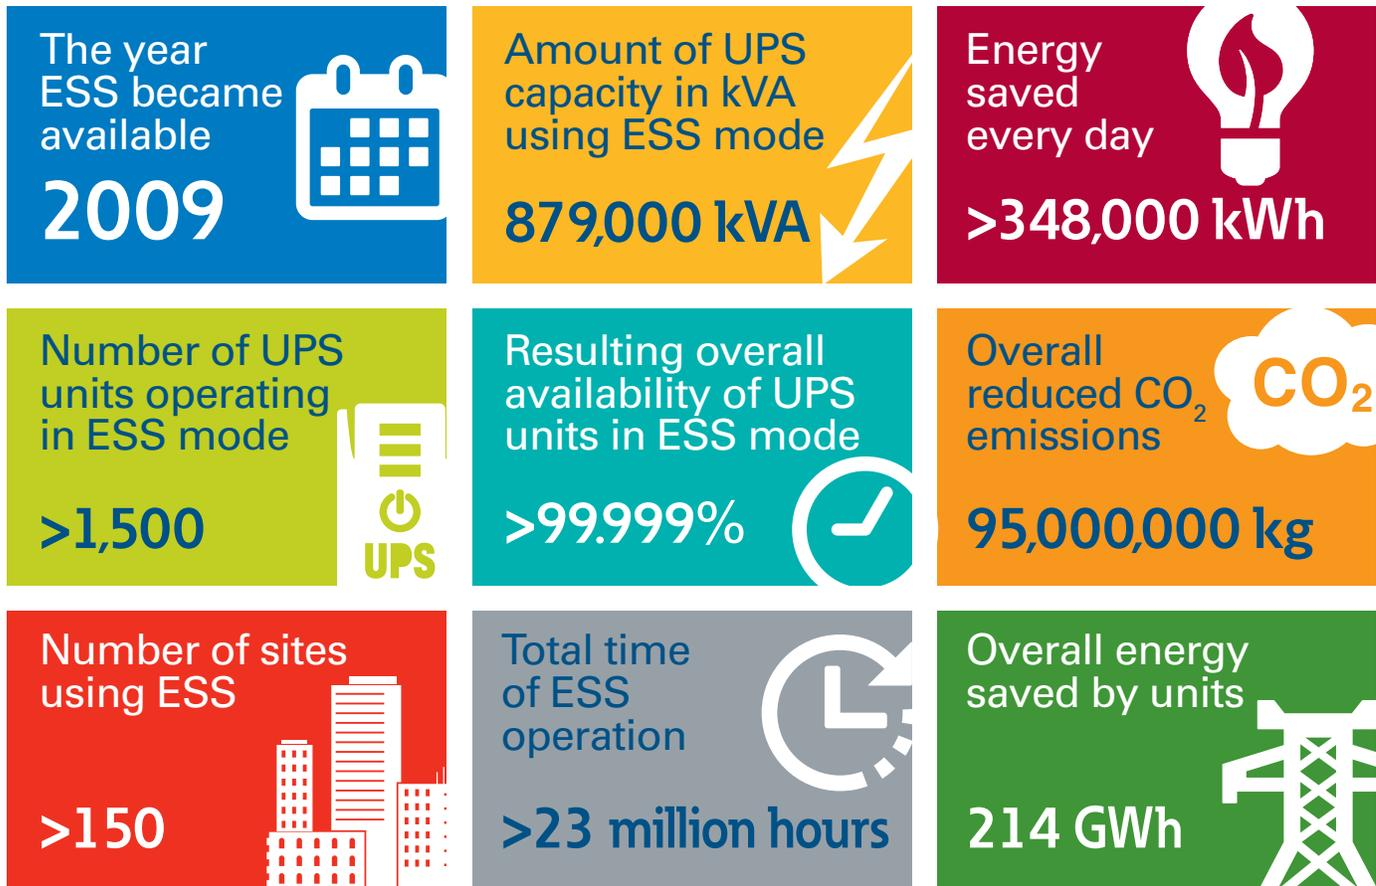 The year
ESS became
available
2009
Amount of UPS
capacity in kVA
using ESS mode
879,000 kVA
Energy
saved
every day
>348,000 kWh
Number of UPS
units operating
in ESS mode
>1,500
UPS
Resulting overall
availability of UPS
units in ESS mode
>99.999%
Overall
reduced CO2
emissions
CO2
95,000,000 kg
Number of sites
using ESS
>150
Total time
of ESS
operation
>23 million hours
Overall energy
saved by units
214 GWh